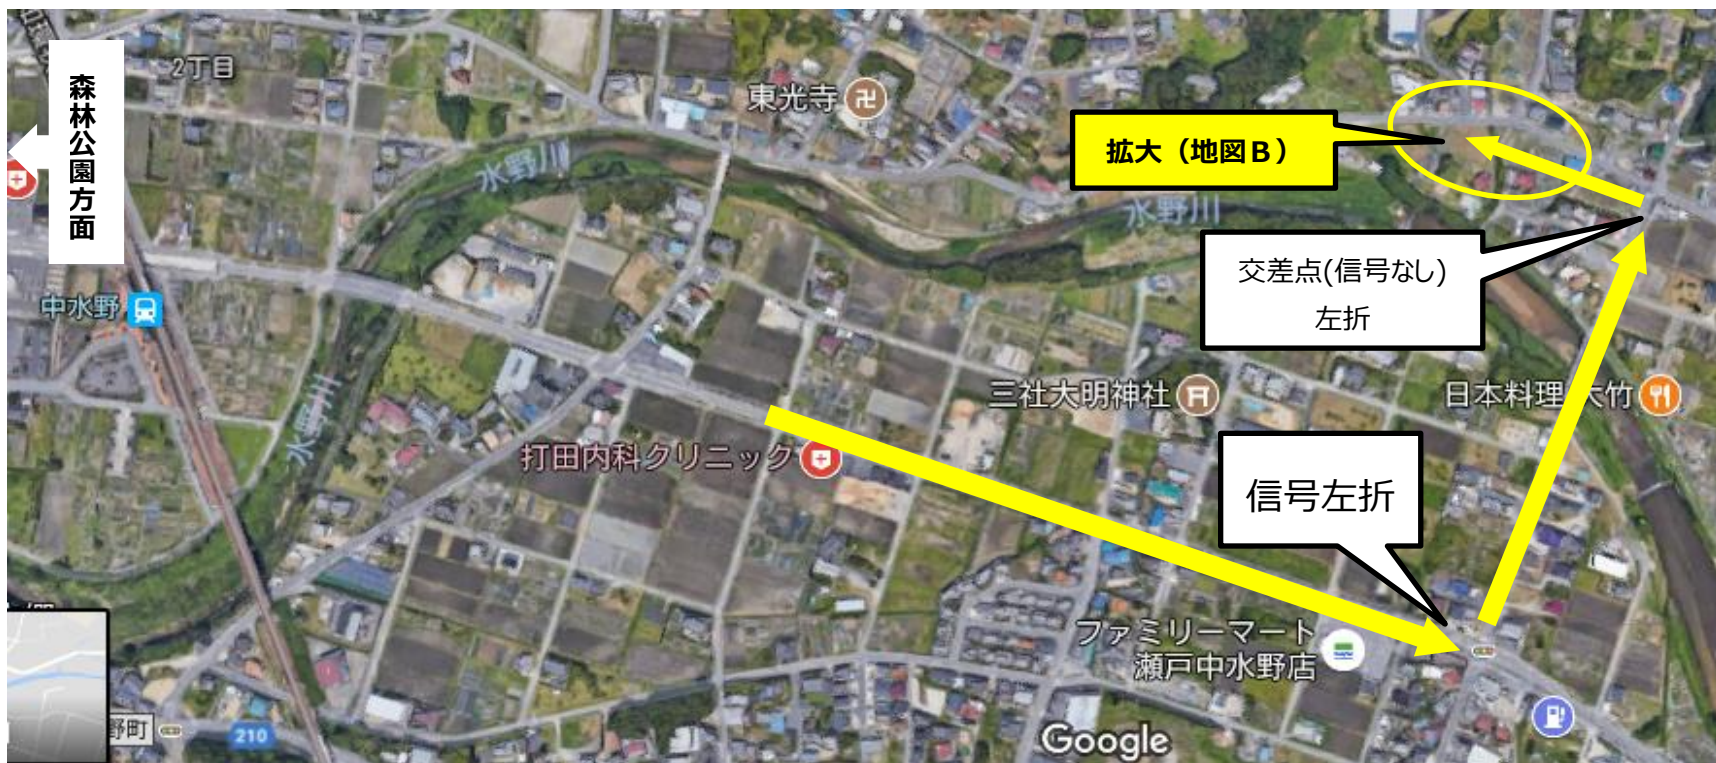 森林公園方面
2丁目
東光寺
水野川
水野川
拡大（地図Ｂ）
交差点(信号なし)
左折
中水野
水野川
三社大明神社
日本料理 大竹
打田内科クリニック
信号左折
ファミリーマート
瀬戸中水野店
野町
210
Google